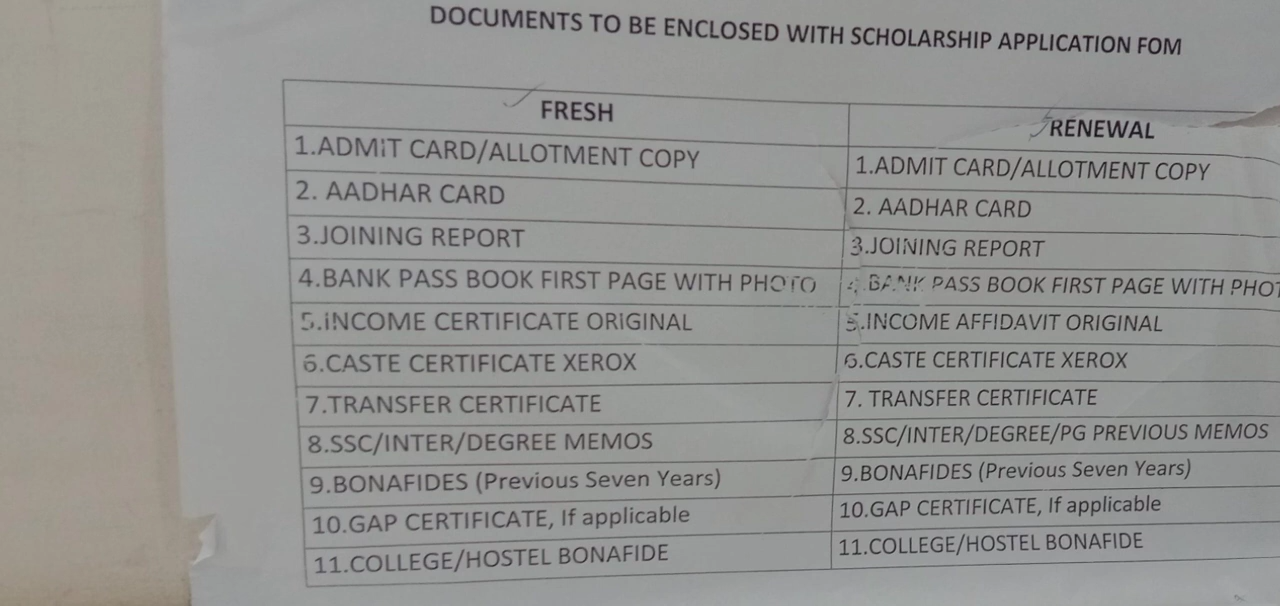 DOCUMENTS TO BE ENCLOSED WITH SCHOLARSHIP APPLICATION FOM
FRESH
RENEWAL
1.ADMIT CARD/ALLOTMENT COPY
1.ADMIT CARD/ALLOTMENT COPY
2. AADHAR CARD
2. AADHAR CARD
3.JOINING REPORT
3.JOINING REPORT
4.BANK PASS BOOK FIRST PAGE WITH PHOTO
4.BANK PASS BOOK FIRST PAGE WITH PHOT
5.INCOME CERTIFICATE ORIGINAL
5.INCOME AFFIDAVIT ORIGINAL
6.CASTE CERTIFICATE XEROX
6.CASTE CERTIFICATE XEROX
7.TRANSFER CERTIFICATE
7. TRANSFER CERTIFICATE
8.SSC/INTER/DEGREE MEMOS
8.SSC/INTER/DEGREE/PG PREVIOUS MEMOS
9.BONAFIDES (Previous Seven Years)
9.BONAFIDES (Previous Seven Years)
10.GAP CERTIFICATE, If applicable
10.GAP CERTIFICATE, If applicable
11.COLLEGE/HOSTEL BONAFIDE
11.COLLEGE/HOSTEL BONAFIDE